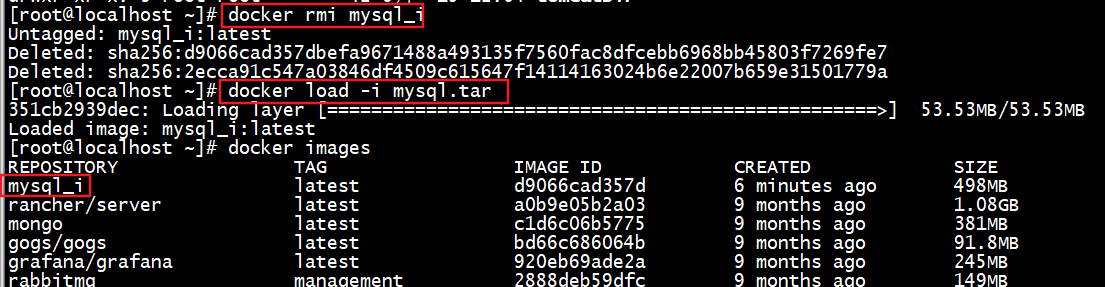 [root@localhost ~]# docker rmi mysql_i
Untagged: mysql_i:latest
Deleted: sha256:d9066cad357dbefa9671488a493135f7560fac8dfcebb6968bb45803f7269fe7
Deleted: sha256:2ecca91c547a03846df4509c615647f14114163024b6e22007b659e31501779a
[root@localhost ~]# docker load -i mysql.tar
351cb2939dec: Loading layer [==================================================>] 53.53MB/53.53MB
Loaded image: mysql_i:latest
[root@localhost ~]# docker images
REPOSITORY TAG IMAGE ID CREATED SIZE
mysql_i latest d9066cad357d 6 minutes ago 498MB
rancher/server latest a0b9e05b2a03 9 months ago 1.08GB
mongo latest c1d6c06b5775 9 months ago 381MB
gogs/gogs latest bd66c686064b 9 months ago 91.8MB
grafana/grafana latest 920eb69ade2a 9 months ago 245MB
rabbitmq management 2888deb59dfc 9 months ago 149MB